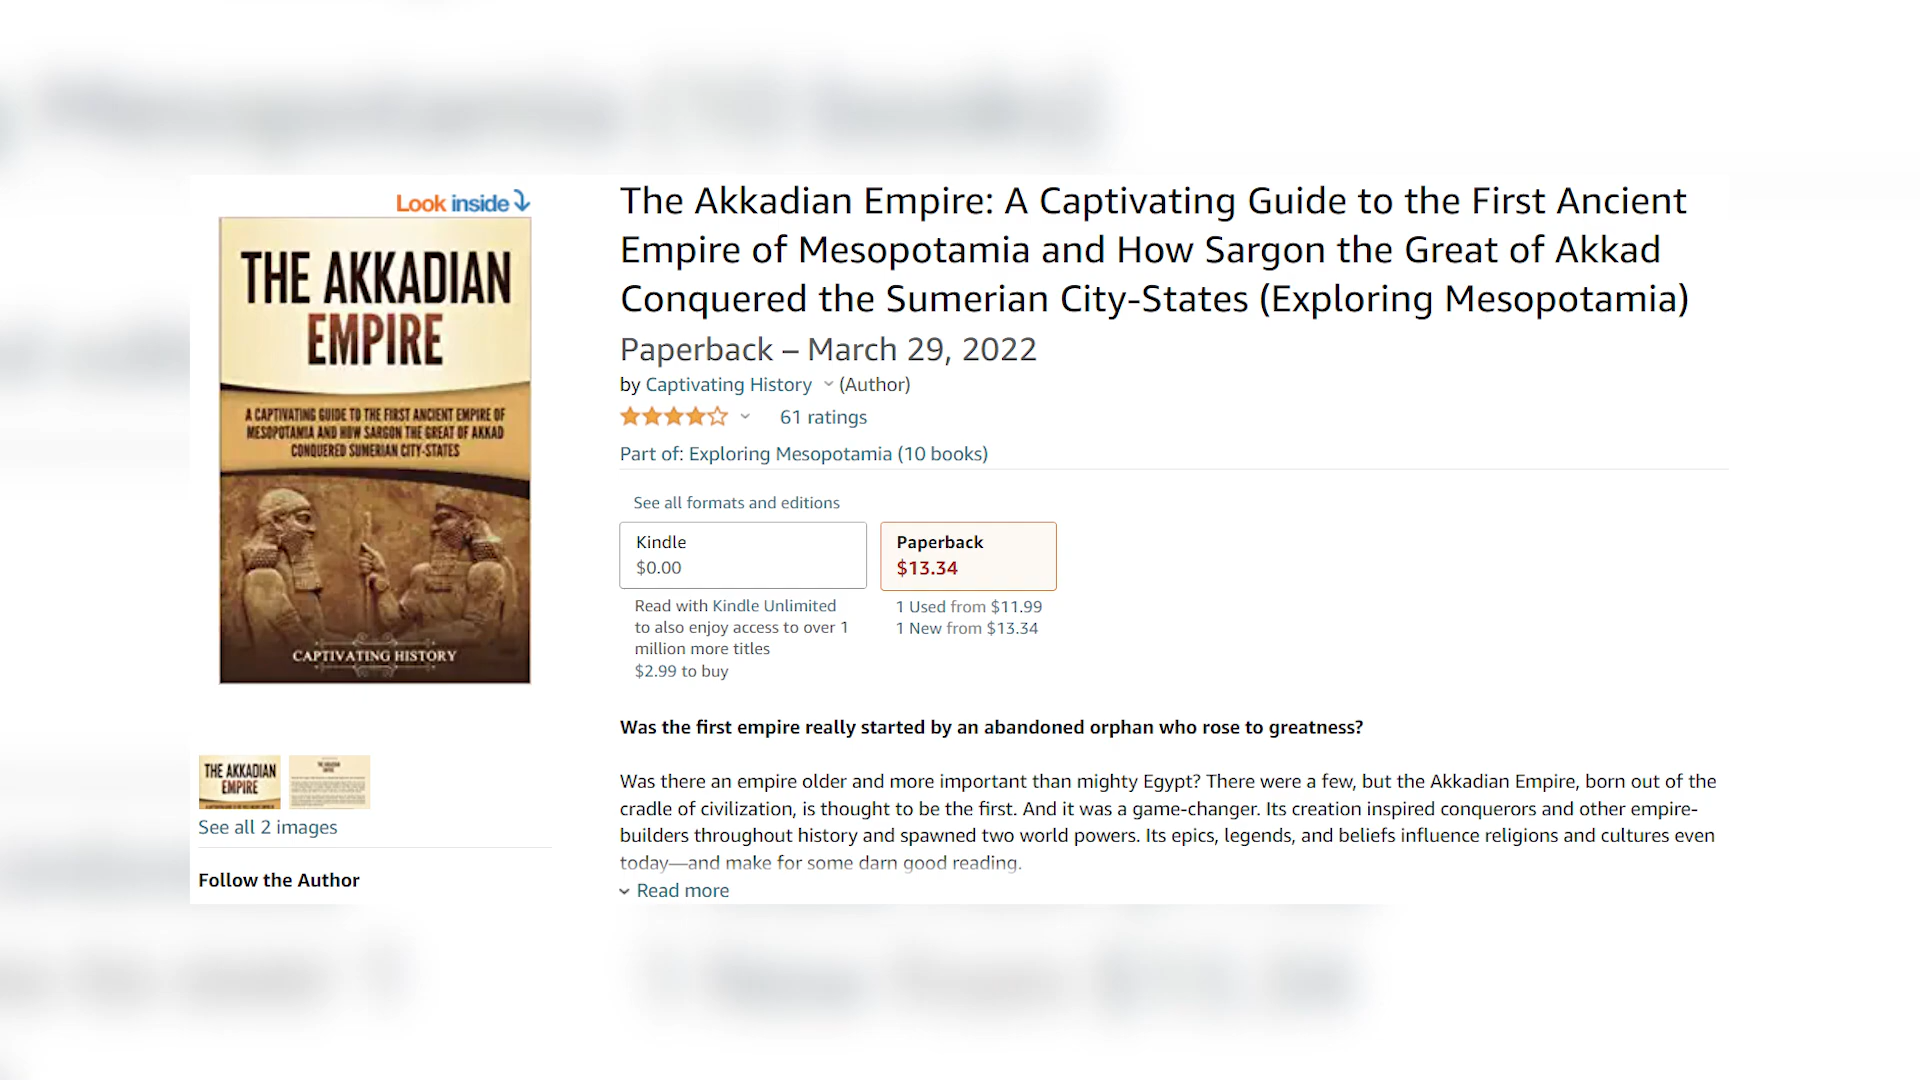 Look inside
THE AKKADIAN
EMPIRE
A CAPTIVATING GUIDE TO THE FIRST ANCIENT EMPIRE OF
MESOPOTAMIA AND HOW SARGON THE GREAT OF AKKAD
CONQUERED SUMERIAN CITY-STATES
CAPTIVATING HISTORY
THE AKKADIAN
EMPIRE
See all 2 images
Follow the Author
The Akkadian Empire: A Captivating Guide to the First Ancient
Empire of Mesopotamia and How Sargon the Great of Akkad
Conquered the Sumerian City-States (Exploring Mesopotamia)
Paperback – March 29, 2022
by Captivating History (Author)
61 ratings
Part of: Exploring Mesopotamia (10 books)
See all formats and editions
Kindle
$0.00
Read with Kindle Unlimited
to also enjoy access to over 1
million more titles
$2.99 to buy
Paperback
$13.34
1 Used from $11.99
1 New from $13.34
Was the first empire really started by an abandoned orphan who rose to greatness?
Was there an empire older and more important than mighty Egypt? There were a few, but the Akkadian Empire, born out of the
cradle of civilization, is thought to be the first. And it was a game-changer. Its creation inspired conquerors and other empire-
builders throughout history and spawned two world powers. Its epics, legends, and beliefs influence religions and cultures even
today—and make for some darn good reading.
Read more